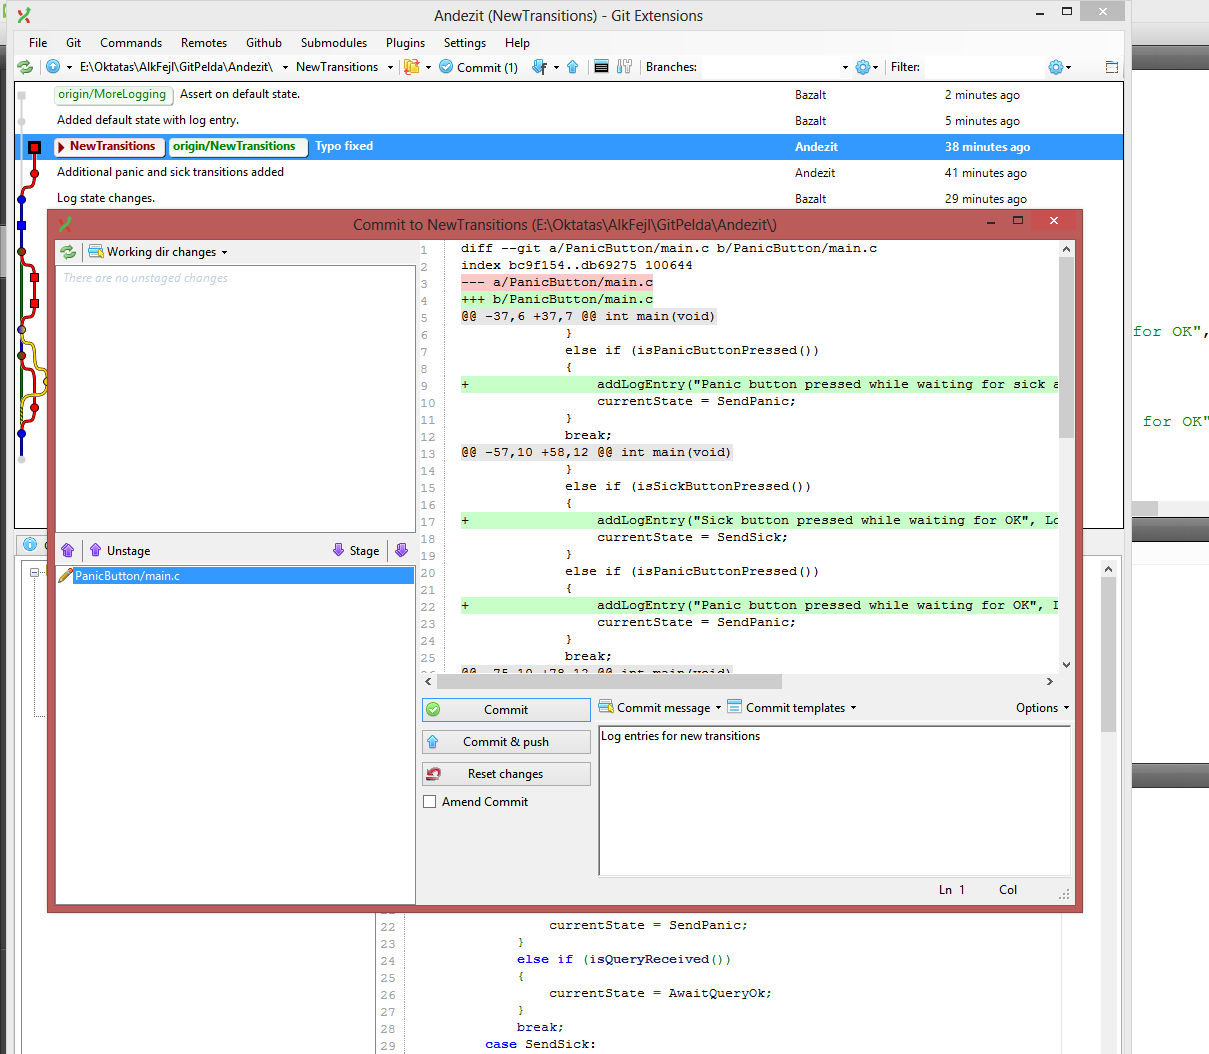 Andezit (NewTransitions) - Git Extensions
File Git Commands Remotes Github Submodules Plugins Settings Help
E:\Oktatas\AlkFejl\GitPelda\Andezit\ NewTransitions Commit (1) Branches: Filter:
origin/MoreLogging Assert on default state. Bazalt 2 minutes ago
Added default state with log entry. Bazalt 5 minutes ago
NewTransitions origin/NewTransitions Typo fixed Andezit 38 minutes ago
Additional panic and sick transitions added Andezit 41 minutes ago
Log state changes. Bazalt 29 minutes ago
Commit to NewTransitions (E:\Oktatas\AlkFejl\GitPelda\Andezit\)
Working dir changes
There are no unstaged changes
Unstage Stage
PanicButton/main.c
1 diff --git a/PanicButton/main.c b/PanicButton/main.c
2 index bc9f154..db69275 100644
3 --- a/PanicButton/main.c
4 +++ b/PanicButton/main.c
5 @@ -37,6 +37,7 @@ int main(void)
6 }
7 else if (isPanicButtonPressed())
8 {
9 + addLogEntry("Panic button pressed while waiting for sick a
10 currentState = SendPanic;
11 }
12 break;
13 @@ -57,10 +58,12 @@ int main(void)
14 }
15 else if (isSickButtonPressed())
16 {
17 + addLogEntry("Sick button pressed while waiting for OK", Lo
18 currentState = SendSick;
19 }
20 else if (isPanicButtonPressed())
21 {
22 + addLogEntry("Panic button pressed while waiting for OK", I
23 currentState = SendPanic;
24 }
25 break;
26 @@ -75,10 +78,12 @@ int main(void)
for OK",
for OK"
Commit
Commit & push
Reset changes
Amend Commit
Commit message Commit templates Options
Log entries for new transitions
Ln 1 Col
22 currentState = SendPanic;
23 }
24 else if (isQueryReceived())
25 {
26 currentState = AwaitQueryOk;
27 }
28 break;
29 case SendSick: